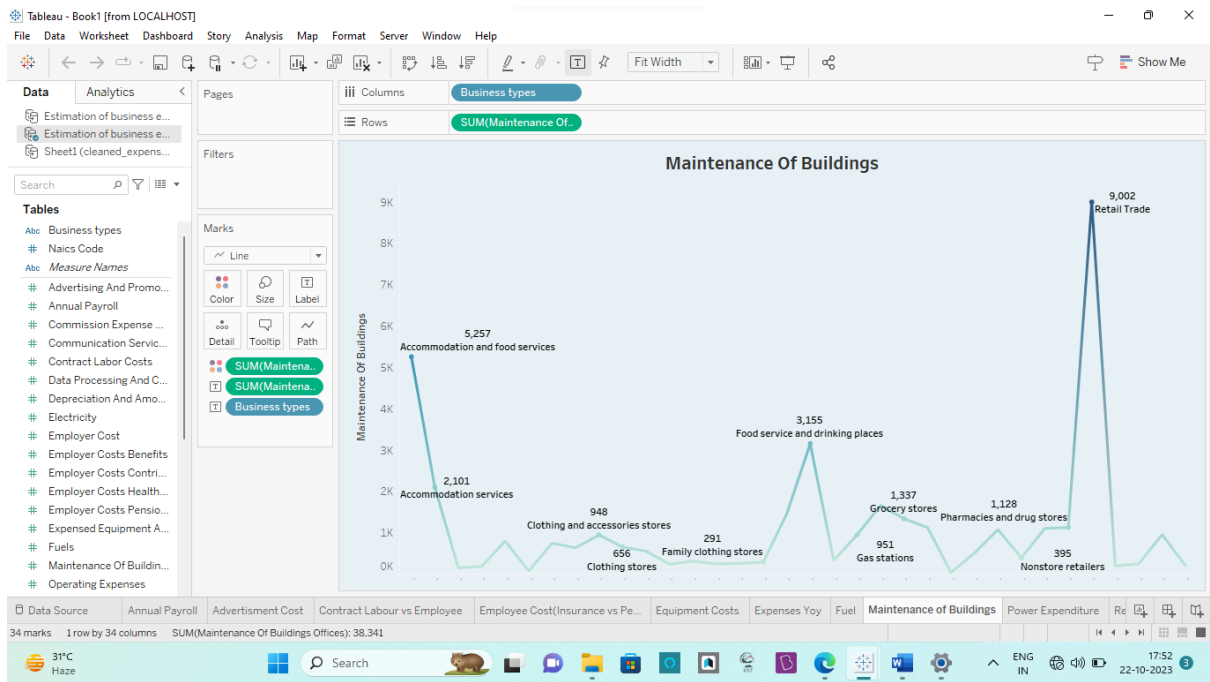 Tableau - Book1 [from LOCALHOST]
File Data Worksheet Dashboard Story Analysis Map Format Server Window Help
Fit Width
Show Me
Data Analytics
Estimation of business e...
Estimation of business e...
Sheet1 (cleaned_expens...
Search
Tables
Abc Business types
# Naics Code
Abc Measure Names
# Advertising And Promo...
# Annual Payroll
# Commission Expense ...
# Communication Servic...
# Contract Labor Costs
# Data Processing And C...
# Depreciation And Amo...
# Electricity
# Employer Cost
# Employer Costs Benefits
# Employer Costs Contri...
# Employer Costs Health...
# Employer Costs Pensio...
# Expensed Equipment A...
# Fuels
# Maintenance Of Buildin...
# Operating Expenses
Pages
Filters
Marks
Line
Color Size Label
Detail Tooltip Path
SUM(Maintena..
SUM(Maintena..
Business types
Columns Business types
Rows SUM(Maintenance Of..
Maintenance Of Buildings
Maintenance Of Buildings
9K
8K
7K
6K
5K
4K
3K
2K
1K
0K
5,257
Accommodation and food services
2,101
Accommodation services
948
Clothing and accessories stores
656
Clothing stores
291
Family clothing stores
3,155
Food service and drinking places
951
Gas stations
1,337
Grocery stores
1,128
Pharmacies and drug stores
395
Nonstore retailers
9,002
Retail Trade
Data Source Annual Payroll Advertisment Cost Contract Labour vs Employee Employee Cost(Insurance vs Pe... Equipment Costs Expenses Yoy Fuel Maintenance of Buildings Power Expenditure Re
34 marks 1 row by 34 columns SUM(Maintenance Of Buildings Offices): 38,341
31°C
Haze
Search
ENG
IN
17:52
22-10-2023
3